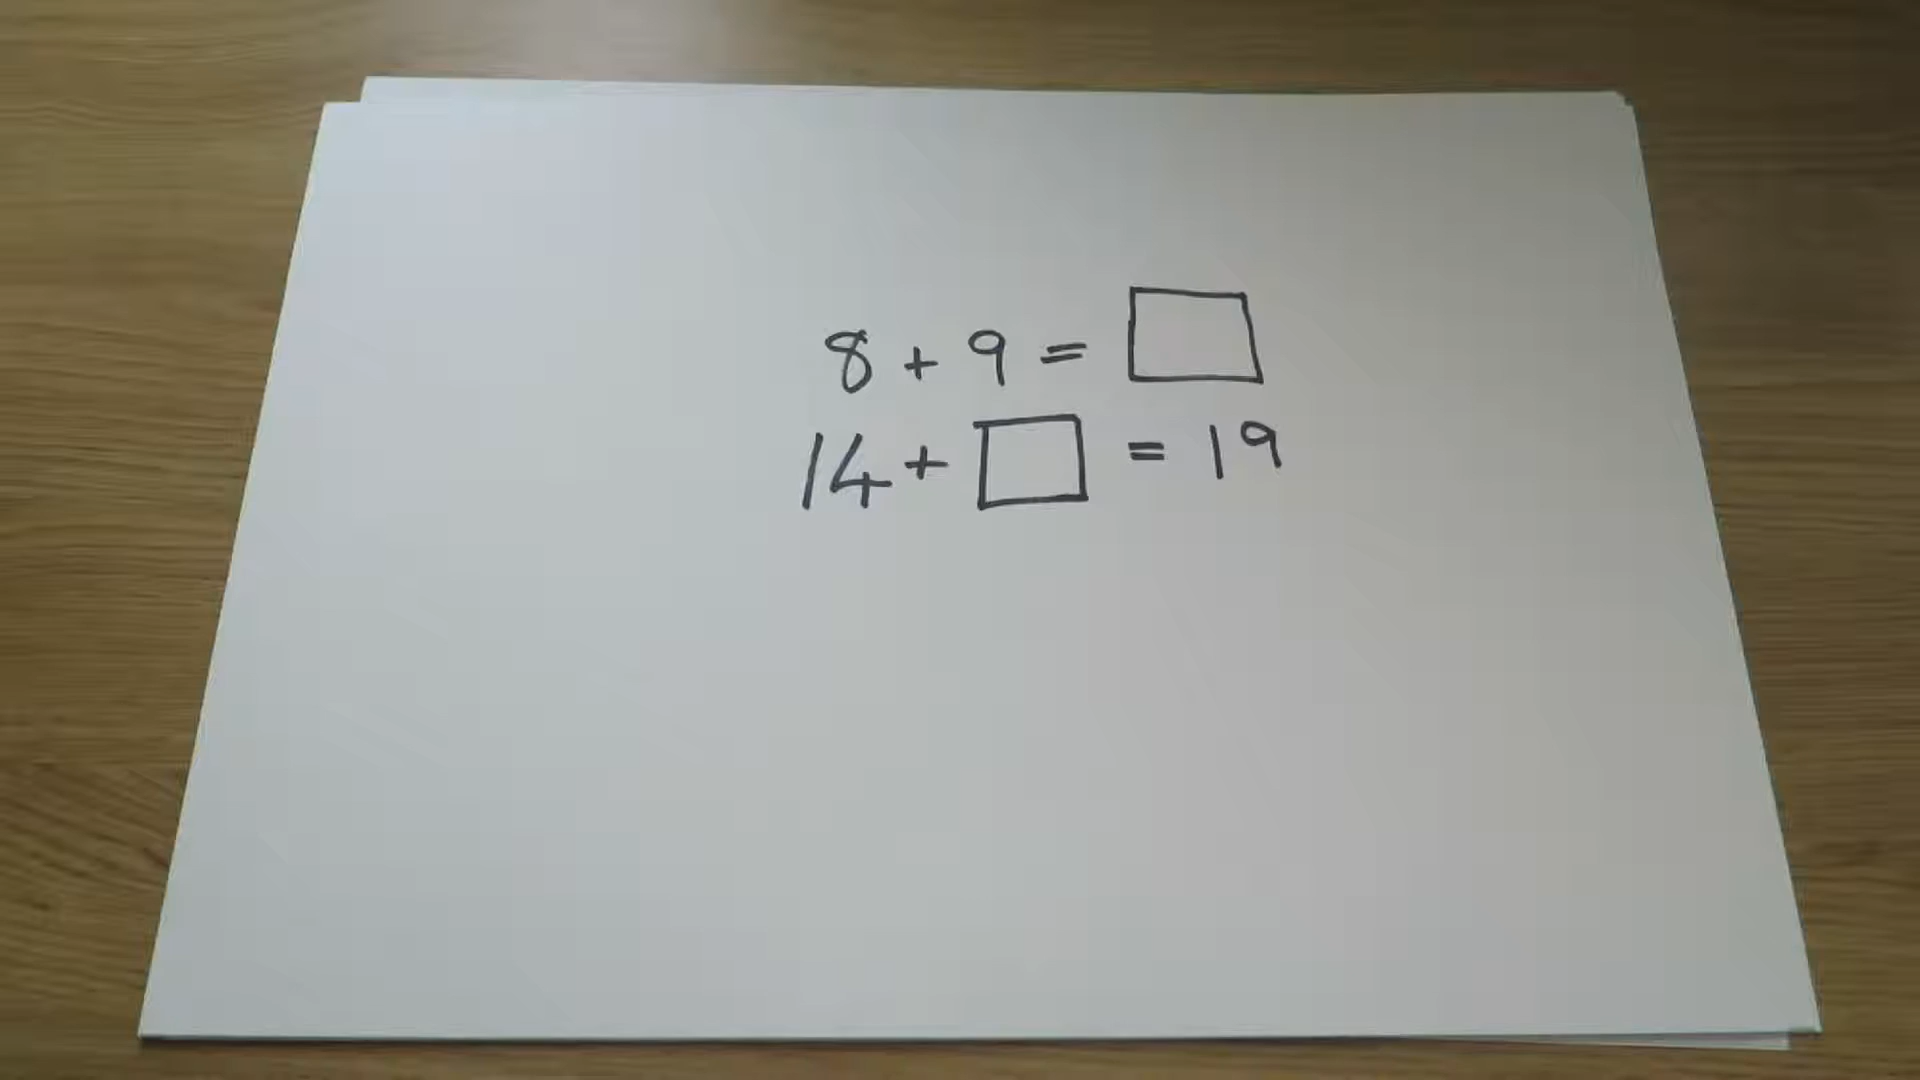 8 + 9 = □
14 + □ = 19